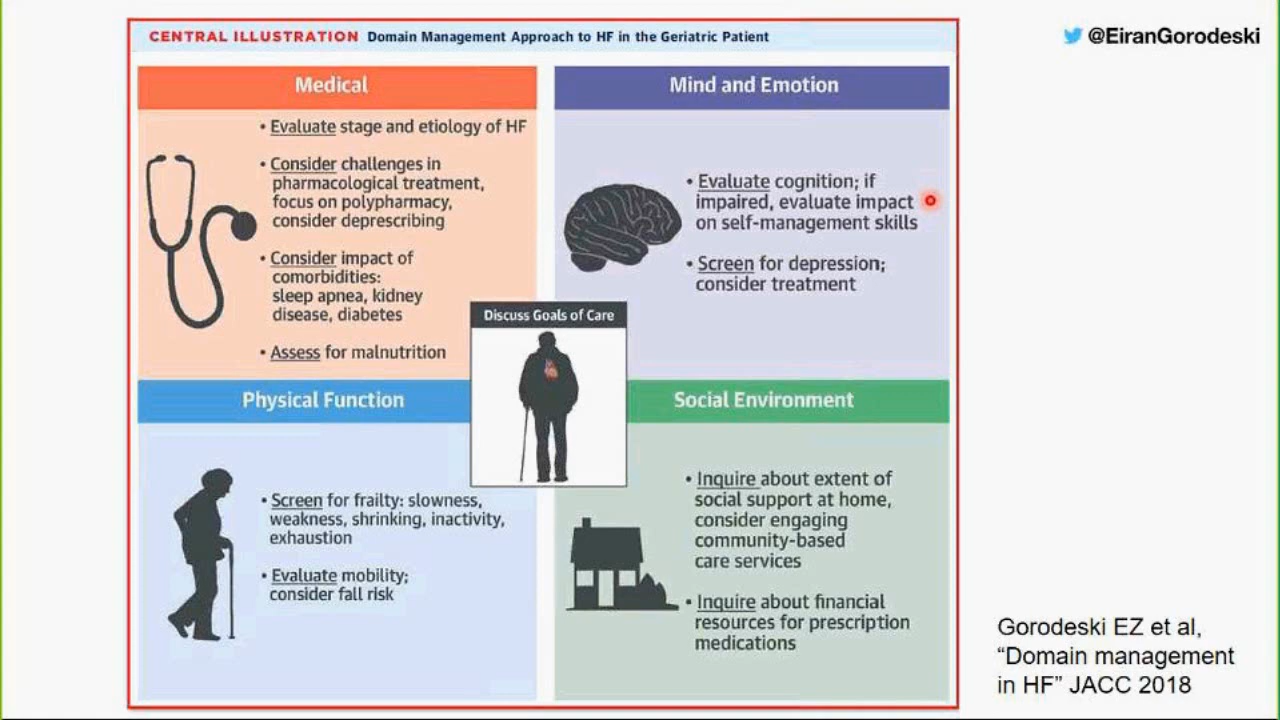 CENTRAL ILLUSTRATION Domain Management Approach to HF in the Geriatric Patient
@EiranGorodeski
Medical
• Evaluate stage and etiology of HF
• Consider challenges in
pharmacological treatment,
focus on polypharmacy,
consider deprescribing
• Consider impact of
comorbidities:
sleep apnea, kidney
disease, diabetes
• Assess for malnutrition
Mind and Emotion
• Evaluate cognition; if
impaired, evaluate impact
on self-management skills
• Screen for depression;
consider treatment
Discuss Goals of Care
Physical Function
• Screen for frailty: slowness,
weakness, shrinking, inactivity,
exhaustion
• Evaluate mobility;
consider fall risk
Social Environment
• Inquire about extent of
social support at home,
consider engaging
community-based
care services
• Inquire about financial
resources for prescription
medications
Gorodeski EZ et al,
“Domain management
in HF” JACC 2018